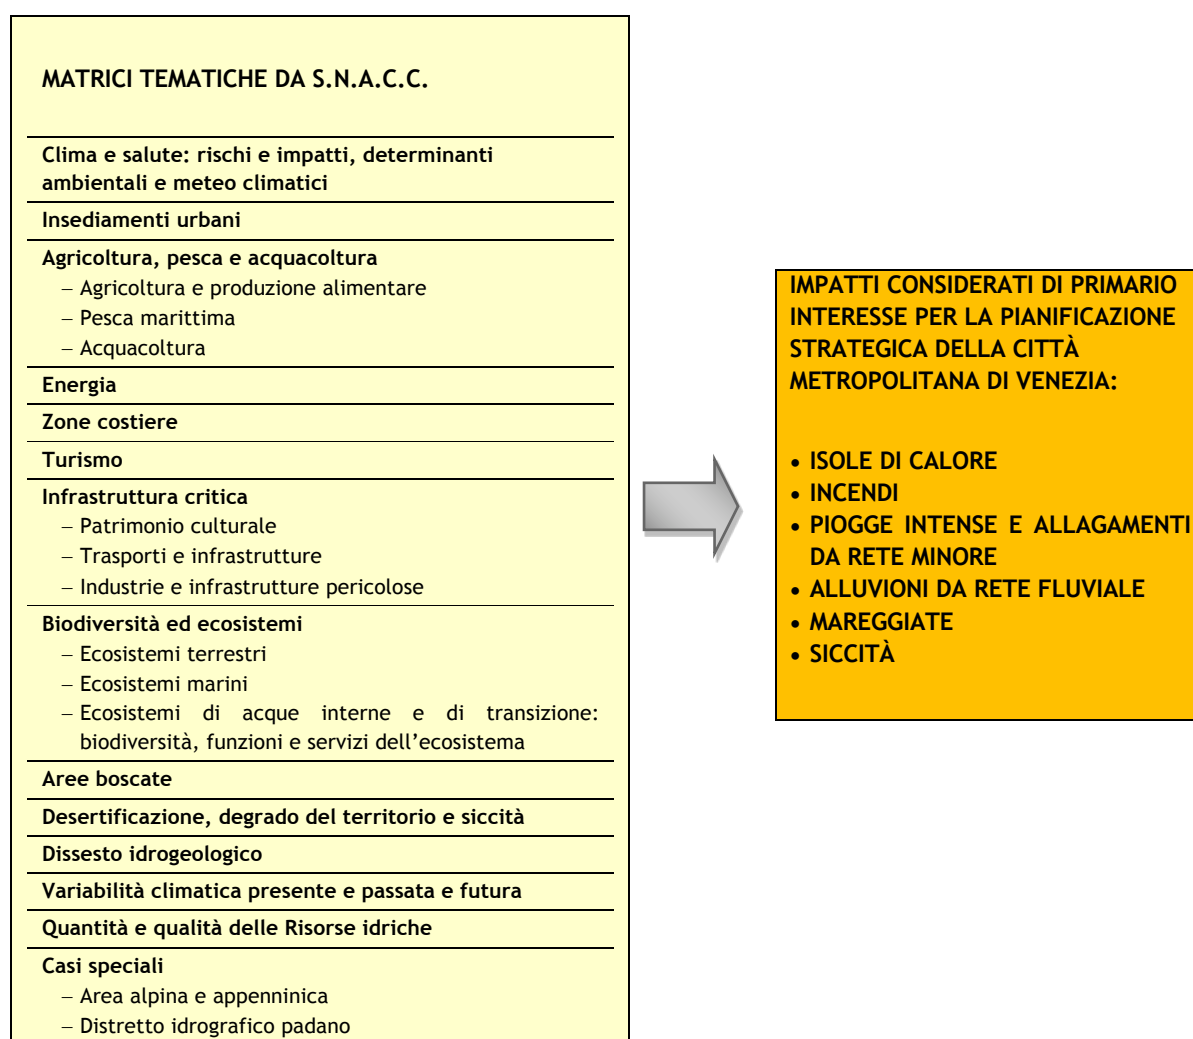 MATRICI TEMATICHE DA S.N.A.C.C.
Clima e salute: rischi e impatti, determinanti
ambientali e meteo climatici
Insediamenti urbani
Agricoltura, pesca e acquacoltura
− Agricoltura e produzione alimentare
− Pesca marittima
− Acquacoltura
Energia
Zone costiere
Turismo
Infrastruttura critica
− Patrimonio culturale
− Trasporti e infrastrutture
− Industrie e infrastrutture pericolose
Biodiversità ed ecosistemi
− Ecosistemi terrestri
− Ecosistemi marini
− Ecosistemi di acque interne e di transizione:
biodiversità, funzioni e servizi dell’ecosistema
Aree boscate
Desertificazione, degrado del territorio e siccità
Dissesto idrogeologico
Variabilità climatica presente e passata e futura
Quantità e qualità delle Risorse idriche
Casi speciali
− Area alpina e appenninica
− Distretto idrografico padano
IMPATTI CONSIDERATI DI PRIMARIO
INTERESSE PER LA PIANIFICAZIONE
STRATEGICA DELLA CITTÀ
METROPOLITANA DI VENEZIA:
• ISOLE DI CALORE
• INCENDI
• PIOGGE INTENSE E ALLAGAMENTI
DA RETE MINORE
• ALLUVIONI DA RETE FLUVIALE
• MAREGGIATE
• SICCITÀ